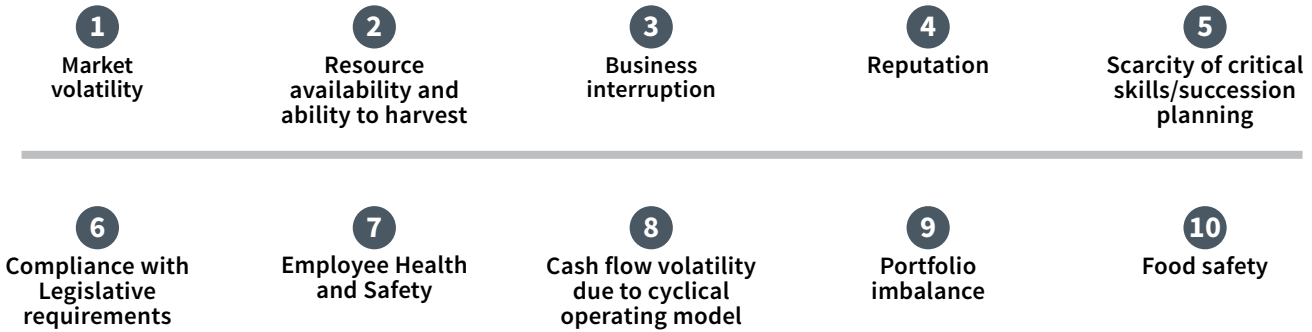 1
Market
volatility
2
Resource
availability and
ability to harvest
3
Business
interruption
4
Reputation
5
Scarcity of critical
skills/succession
planning
6
Compliance with
Legislative
requirements
7
Employee Health
and Safety
8
Cash flow volatility
due to cyclical
operating model
9
Portfolio
imbalance
10
Food safety